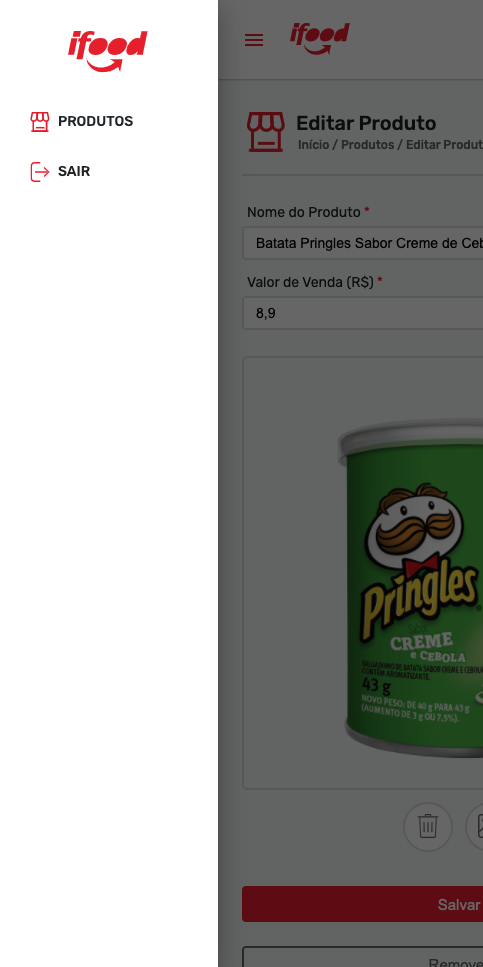 ifood
PRODUTOS
SAIR
ifood
Editar Produto
Início / Produtos / Editar Produt
Nome do Produto *
Batata Pringles Sabor Creme de Ceb
Valor de Venda (R$) *
8,9
Pringles
CREME
e CEBOLA
SALGADINHO DE BATATA SABOR CREME E CEBOLA
CONTÉM AROMATIZANTE.
43 g
NOVO PESO: DE 40 g PARA 43 g
(AUMENTO DE 3 g OU 7,5%).
Salvar
Remove